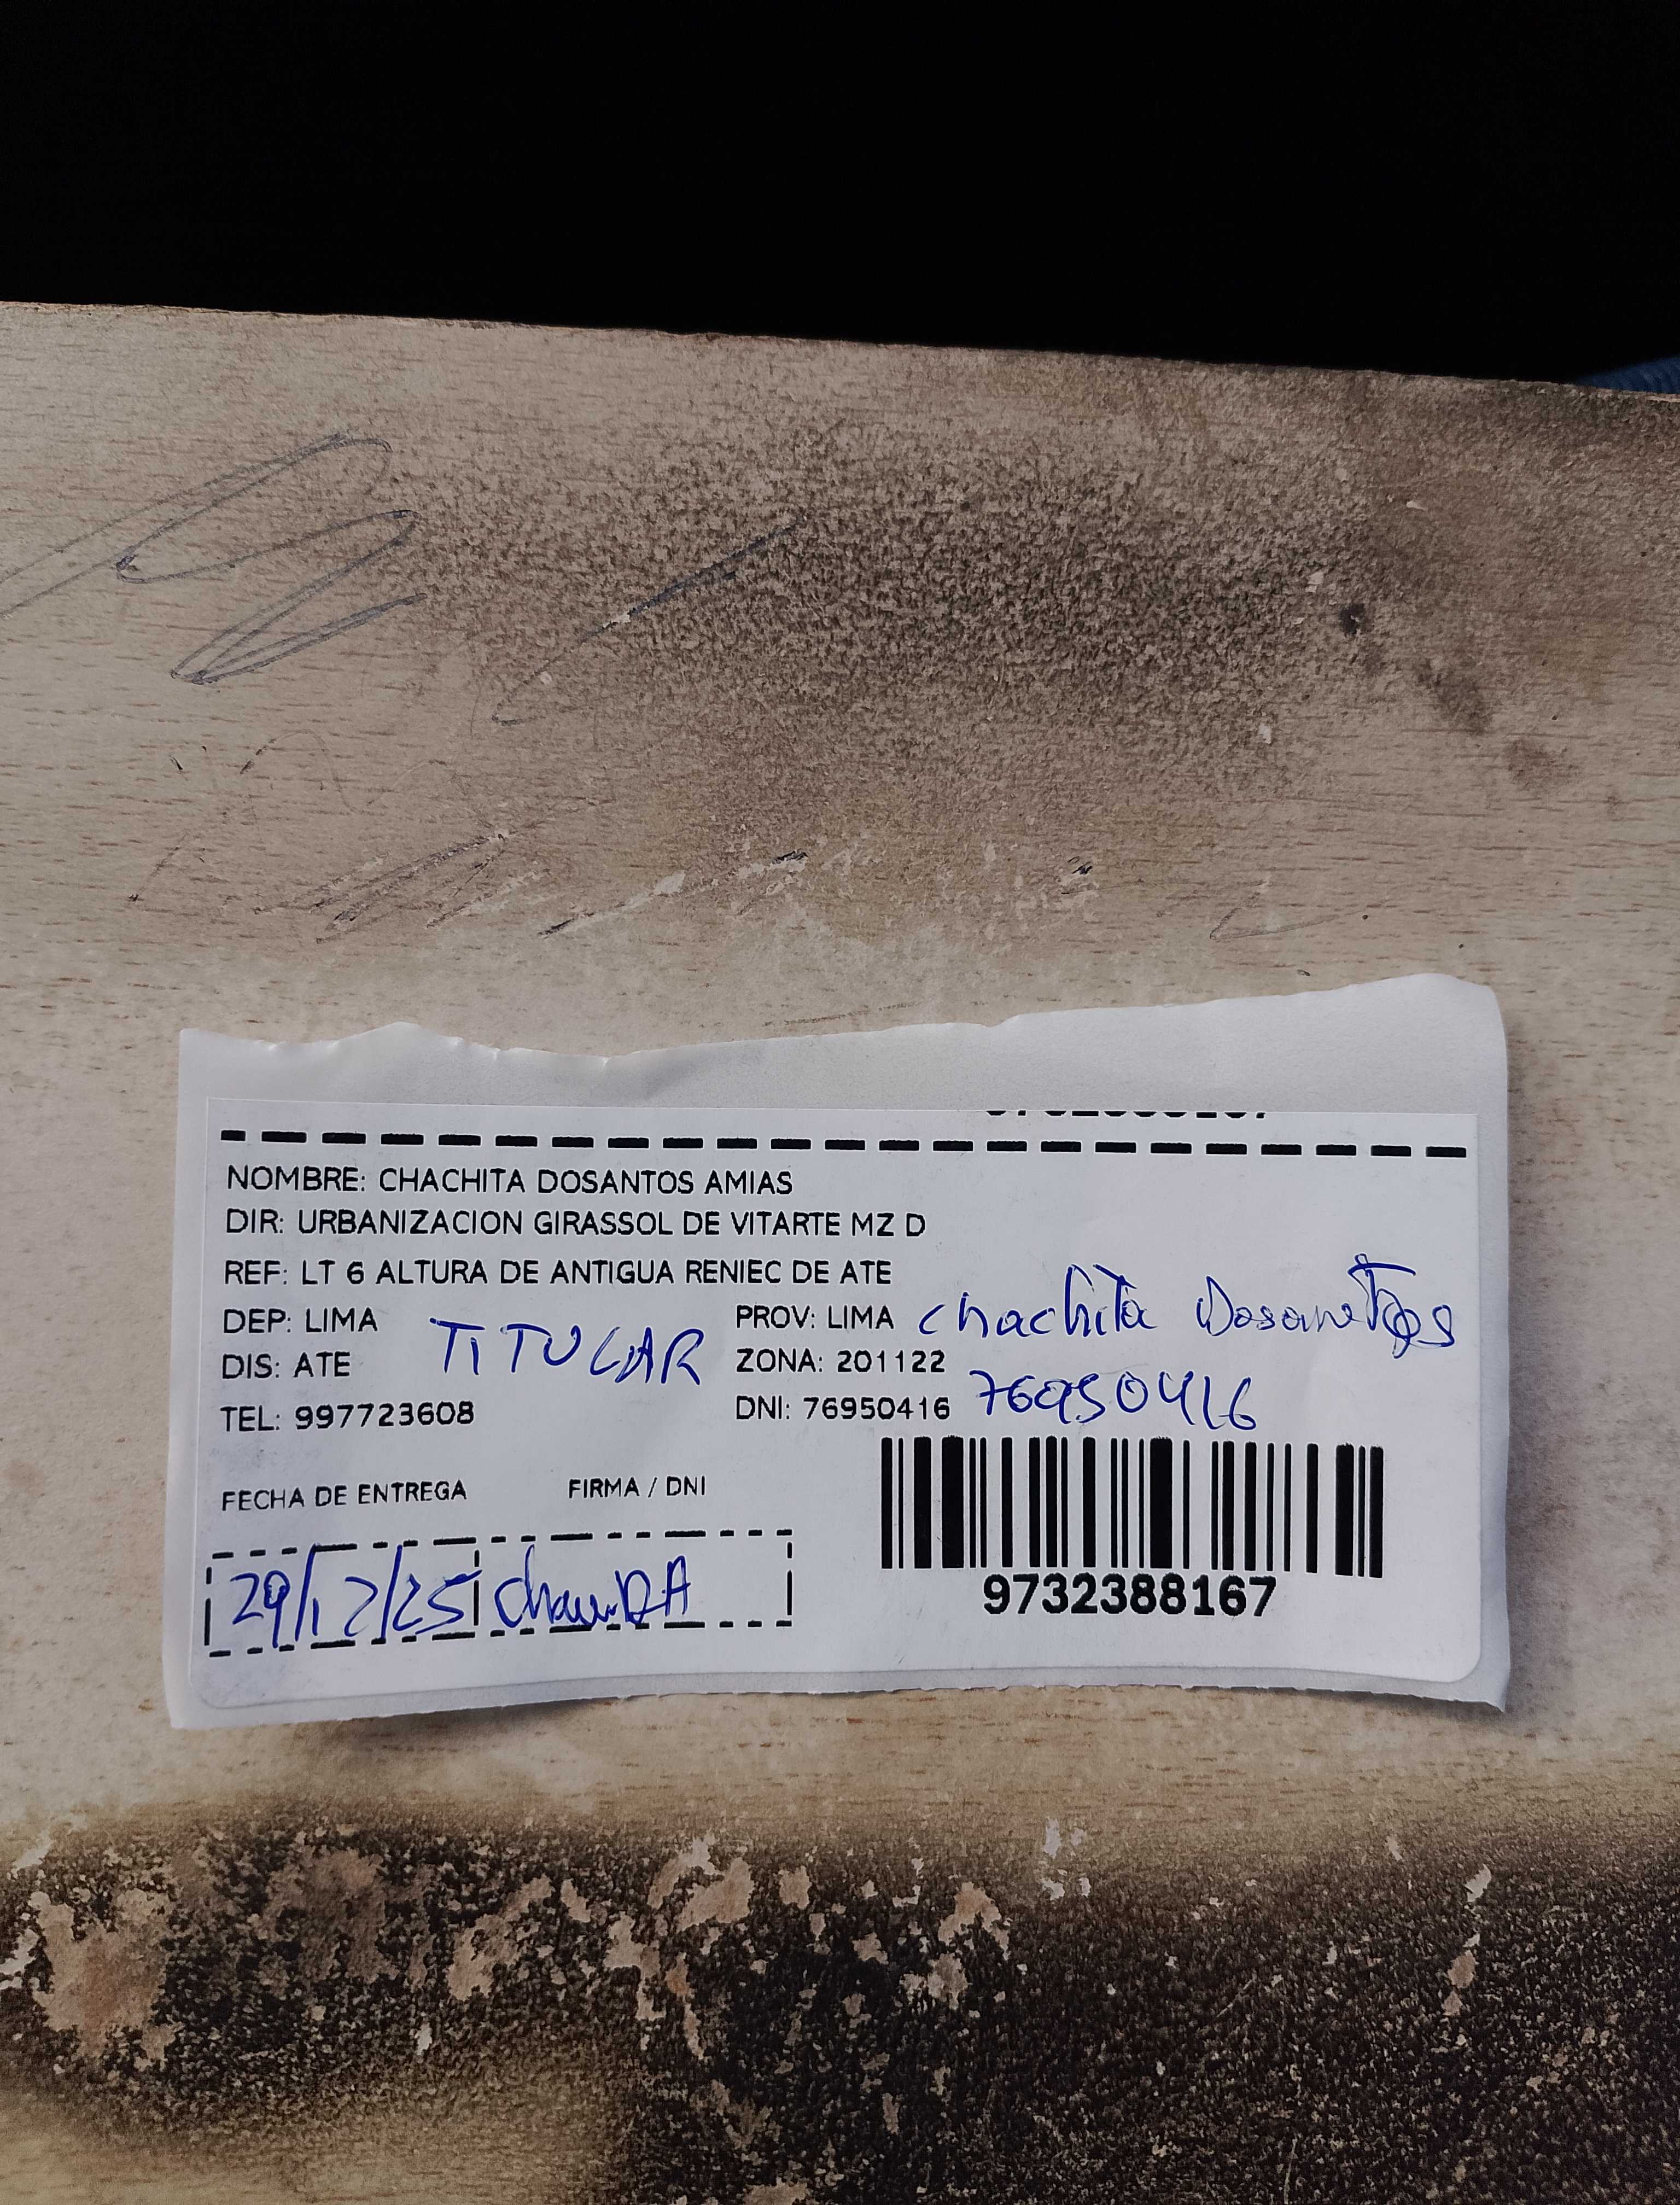 NOMBRE: CHACHITA DOSANTOS AMIAS
DIR: URBANIZACION GIRASSOL DE VITARTE MZ D
REF: LT 6 ALTURA DE ANTIGUA RENIEC DE ATE
DEP: LIMA PROV: LIMA chachita Dosantos
DIS: ATE TITULAR ZONA: 201122
TEL: 997723608 DNI: 76950416 76950416
FECHA DE ENTREGA FIRMA / DNI
29/12/25
9732388167